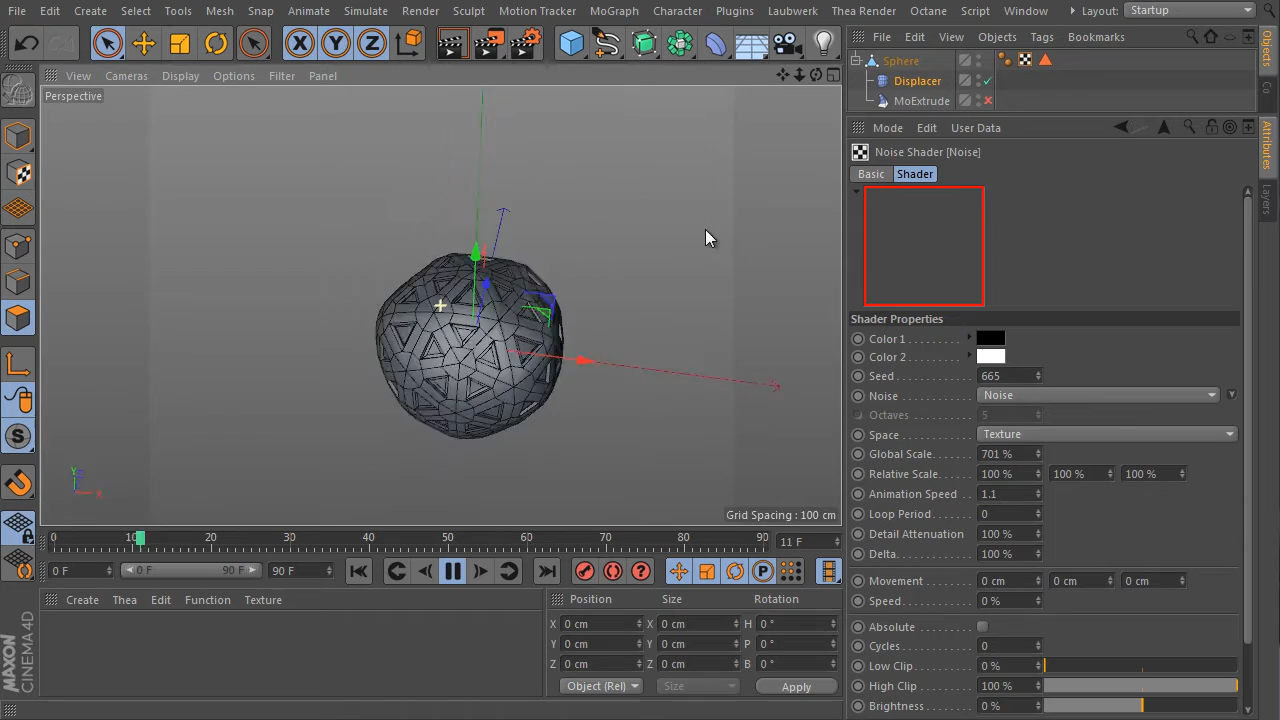 File Edit Create Select Tools Mesh Snap Animate Simulate Render Sculpt Motion Tracker MoGraph Character Plugins Laubwerk Thea Render Octane Script Window Layout: Startup
X Y Z
File Edit View Objects Tags Bookmarks
Sphere
Displacer
MoExtrude
View Cameras Display Options Filter Panel
Perspective
Objects
Co
Attributes
Layers
Mode Edit User Data
Noise Shader [Noise]
Basic Shader
Shader Properties
Color 1
Color 2
Seed 665
Noise Noise
Octaves 5
Space Texture
Global Scale. 701 %
Relative Scale. 100 % 100 % 100 %
Animation Speed 1.1
Loop Period 0
Detail Attenuation 100 %
Delta 100 %
Movement 0 cm 0 cm 0 cm
Speed 0 %
Absolute
Cycles 0
Low Clip 0 %
High Clip 100 %
Brightness 0 %
S
Y
X
Grid Spacing : 100 cm
0 10 20 30 40 50 60 70 80 90 11 F
0 F 0 F 90 F 90 F
P
Create Thea Edit Function Texture
Position Size Rotation
X 0 cm X 0 cm H 0 °
Y 0 cm Y 0 cm P 0 °
Z 0 cm Z 0 cm B 0 °
Object (Rel) Size Apply
MAXON
CINEMA 4D